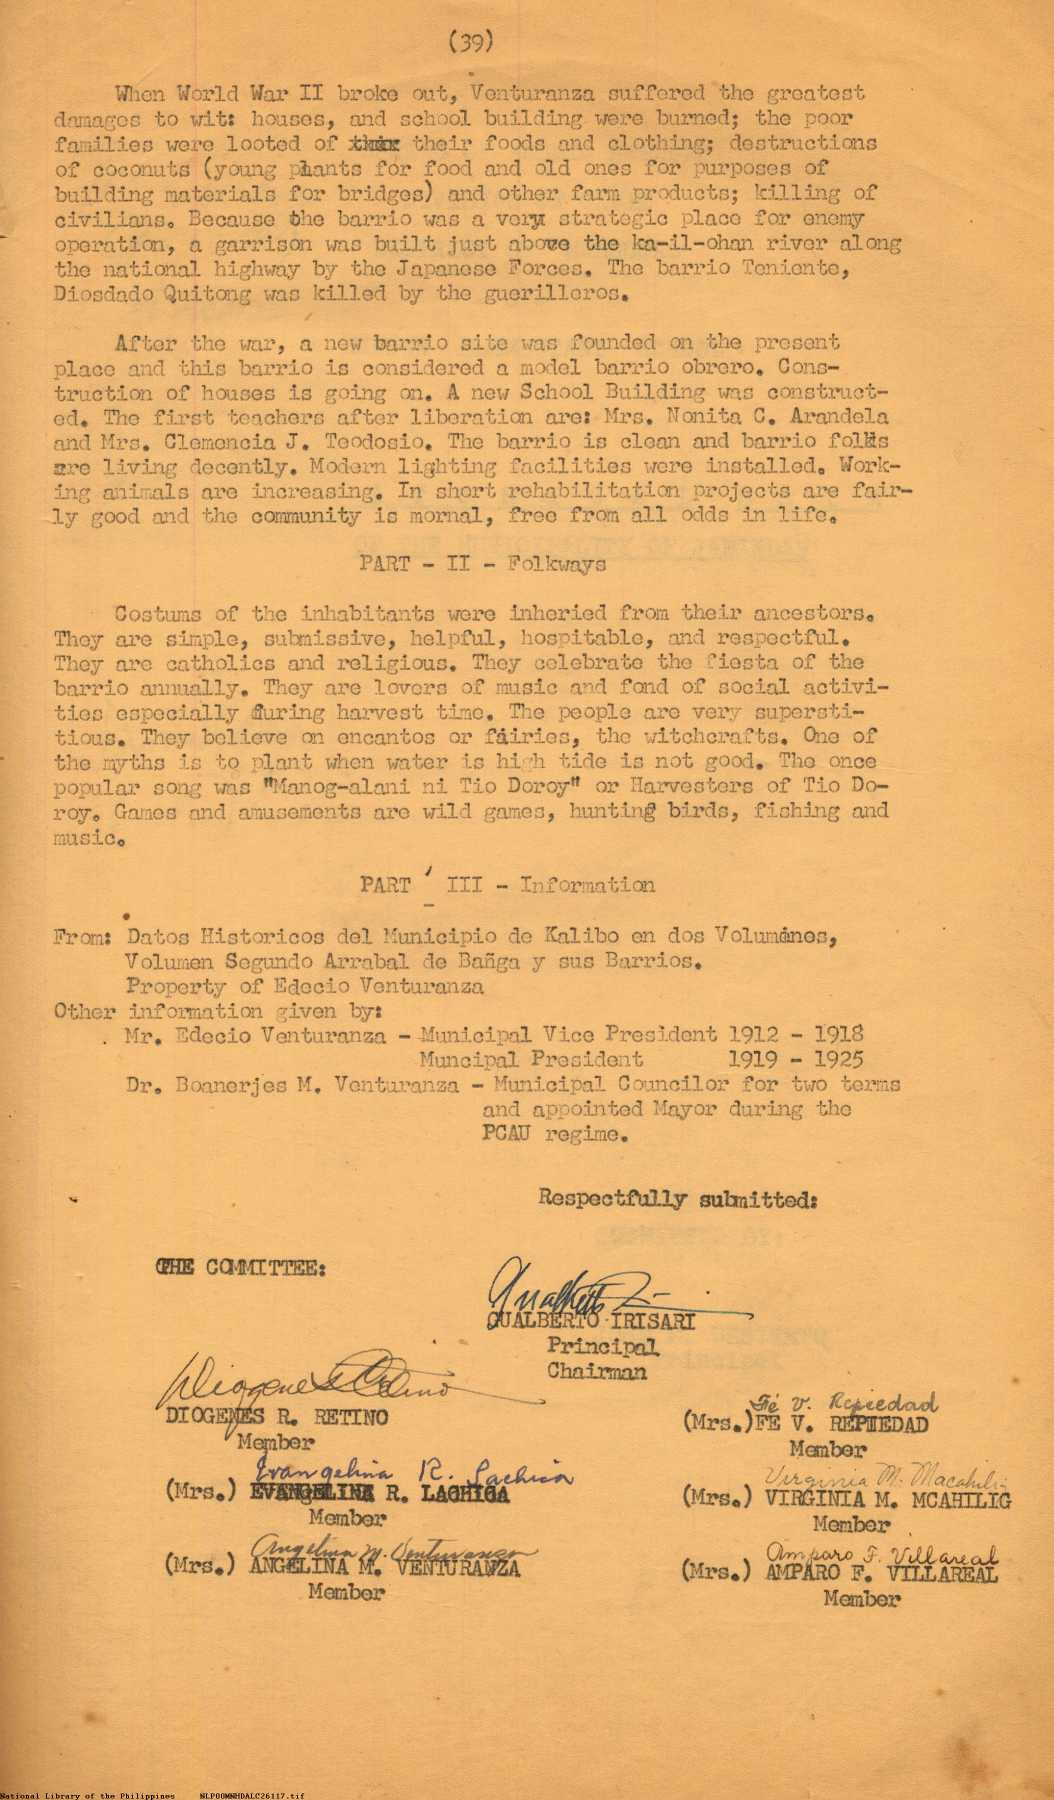 (39)
When World War II broke out, Venturanza suffered the greatest
damages to wit: houses, and school building were burned; the poor
families were looted of their foods and clothing; destructions
of coconuts (young plants for food and old ones for purposes of
building materials for bridges) and other farm products; killing of
civilians. Because the barrio was a very strategic place for enemy
operation, a garrison was built just above the ka-il-ohan river along
the national highway by the Japanese Forces. The barrio Teniente,
Diosdado Quitong was killed by the guerilleros.
After the war, a new barrio site was founded on the present
place and this barrio is considered a model barrio obrero. Cons-
truction of houses is going on. A new School Building was construct-
ed. The first teachers after liberation are: Mrs. Nonita C. Arandela
and Mrs. Clemencia J. Teodosio. The barrio is clean and barrio folks
are living decently. Modern lighting facilities were installed. Work-
ing animals are increasing. In short rehabilitation projects are fair-
ly good and the community is mornal, free from all odds in life.
PART - II - Folkways
Costums of the inhabitants were inheried from their ancestors.
They are simple, submissive, helpful, hospitable, and respectful.
They are catholics and religious. They celebrate the fiesta of the
barrio annually. They are lovers of music and fond of social activi-
ties especially during harvest time. The people are very supersti-
tious. They believe on encantos or fairies, the witchcrafts. One of
the myths is to plant when water is high tide is not good. The once
popular song was "Manog-alani ni Tio Doroy" or Harvesters of Tio Do-
roy. Games and amusements are wild games, hunting birds, fishing and
music.
PART III - Information
From: Datos Historicos del Municipio de Kalibo en dos Volumenes,
Volumen Segundo Arrabal de Bañga y sus Barrios.
Property of Edecio Venturanza
Other information given by:
Mr. Edecio Venturanza - Municipal Vice President 1912 - 1918
Muncipal President 1919 - 1925
Dr. Boanerjes M. Venturanza - Municipal Councilor for two terms
and appointed Mayor during the
PCAU regime.
Respectfully submitted:
THE COMMITTEE:
GUALBERTO IRISARI
Principal
Chairman
DIOGENES R. RETINO
Member
Fé V. Repiedad
(Mrs.) FE V. REPIEDAD
Member
Evangelina R. Lachica
(Mrs.) EVANGELINA R. LACHICA
Member
Virginia M. Macahilig
(Mrs.) VIRGINIA M. MCAHILIG
Member
Angelina M. Venturanza
(Mrs.) ANGELINA M. VENTURANZA
Member
Amparo F. Villareal
(Mrs.) AMPARO F. VILLAREAL
Member
National Library of the Philippines NLP00MNHDALC26117.tif